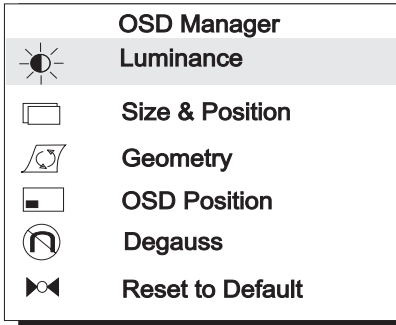 OSD Manager
Luminance
Size & Position
Geometry
OSD Position
Degauss
Reset to Default